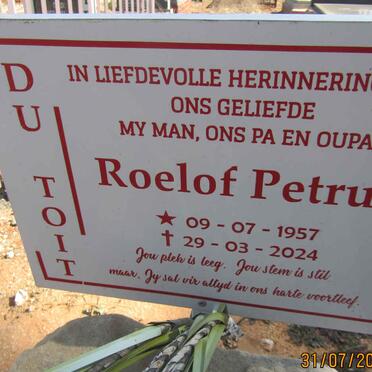 DU TOIT
IN LIEFDEVOLLE HERINNERING
ONS GELIEFDE
MY MAN, ONS PA EN OUPA
Roelof Petru
★ 09 - 07 - 1957
✝ 29 - 03 - 2024
Jou plek is leeg. Jou stem is stil
maar. Jy sal vir altyd in ons harte voortleef.
31/07/20